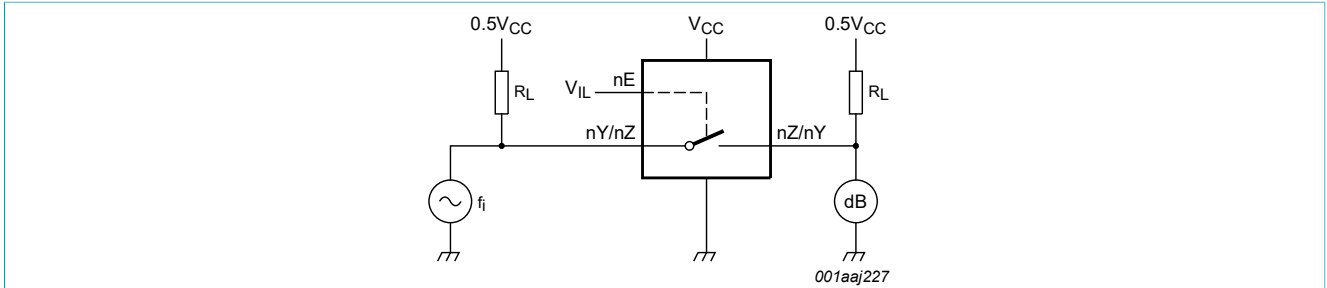 0.5VCC VCC 0.5VCC
RL nE RL
VIL
nY/nZ nZ/nY
fi dB
001aaj227